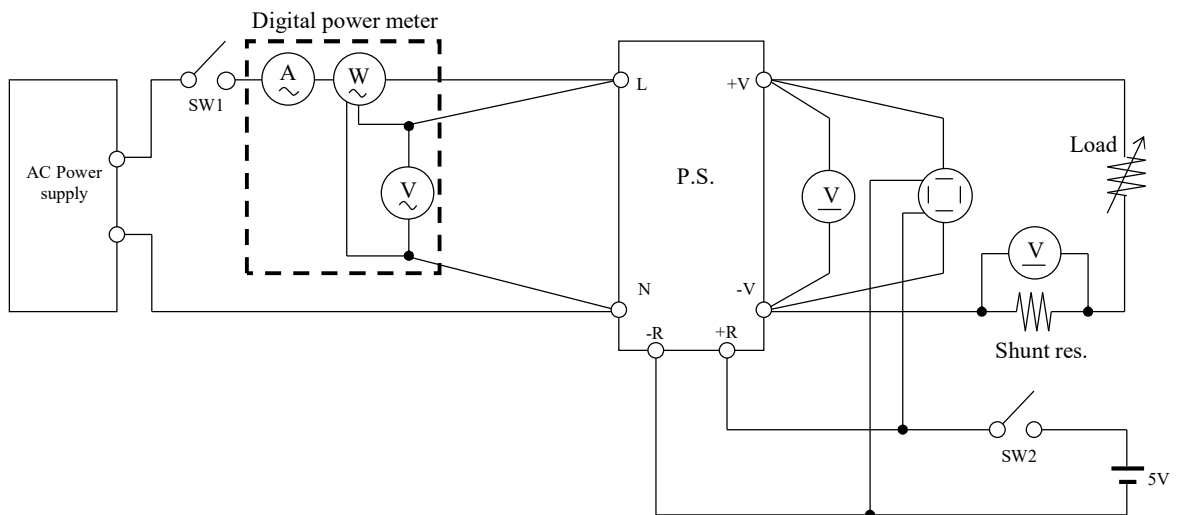 Digital power meter
A
W
SW1
L
+V
Load
AC Power
supply
P.S.
V
V
V
N
-V
-R
+R
Shunt res.
SW2
5V